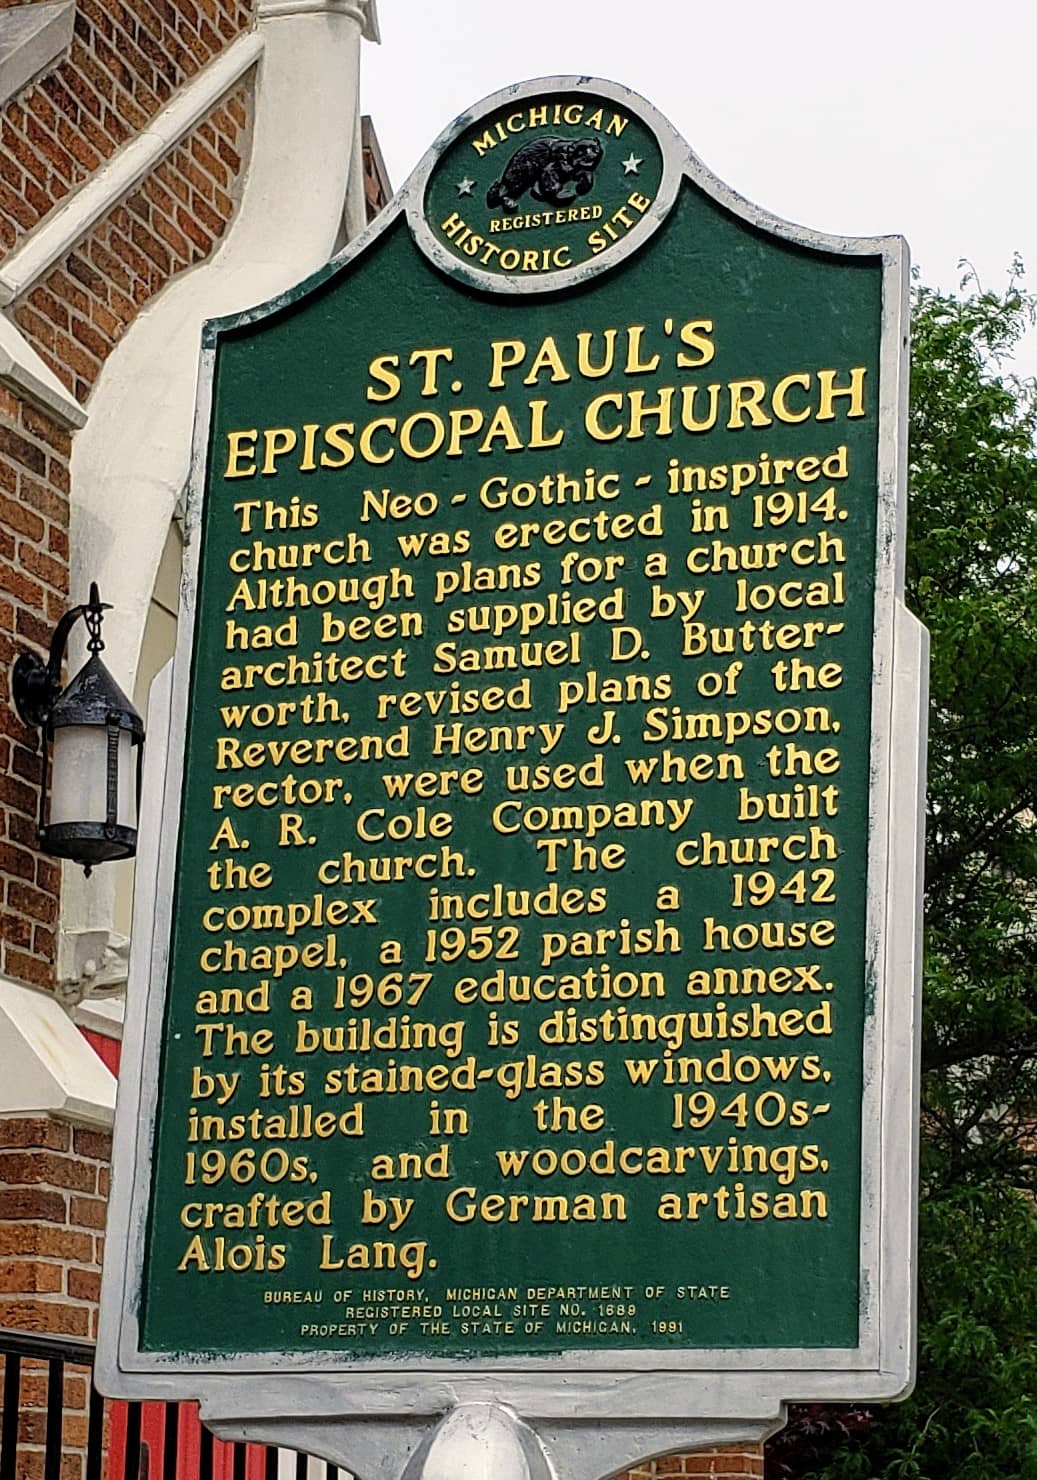 MICHIGAN
REGISTERED
HISTORIC SITE
ST. PAUL'S
EPISCOPAL CHURCH
This Neo-Gothic-inspired
church was erected in 1914.
Although plans for a church
had been supplied by local
architect Samuel D. Butter-
worth, revised plans of the
Reverend Henry J. Simpson,
rector, were used when the
A. R. Cole Company built
the church. The church
complex includes a 1942
chapel, a 1952 parish house
and a 1967 education annex.
The building is distinguished
by its stained-glass windows,
installed in the 1940s-
1960s, and woodcarvings,
crafted by German artisan
Alois Lang.
BUREAU OF HISTORY, MICHIGAN DEPARTMENT OF STATE
REGISTERED LOCAL SITE NO. 1689
PROPERTY OF THE STATE OF MICHIGAN, 1991